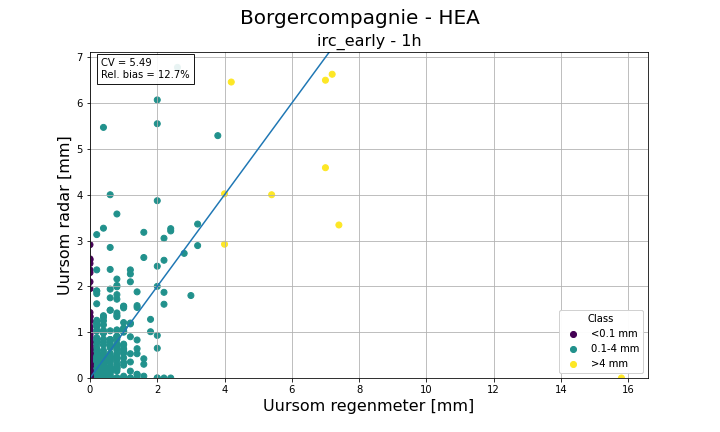 Borgercompagnie - HEA
irc_early - 1h
CV = 5.49
Rel. bias = 12.7%
Uursom radar [mm]
7
6
5
4
3
2
1
0
0 2 4 6 8 10 12 14 16
Uursom regenmeter [mm]
Class
<0.1 mm
0.1-4 mm
>4 mm